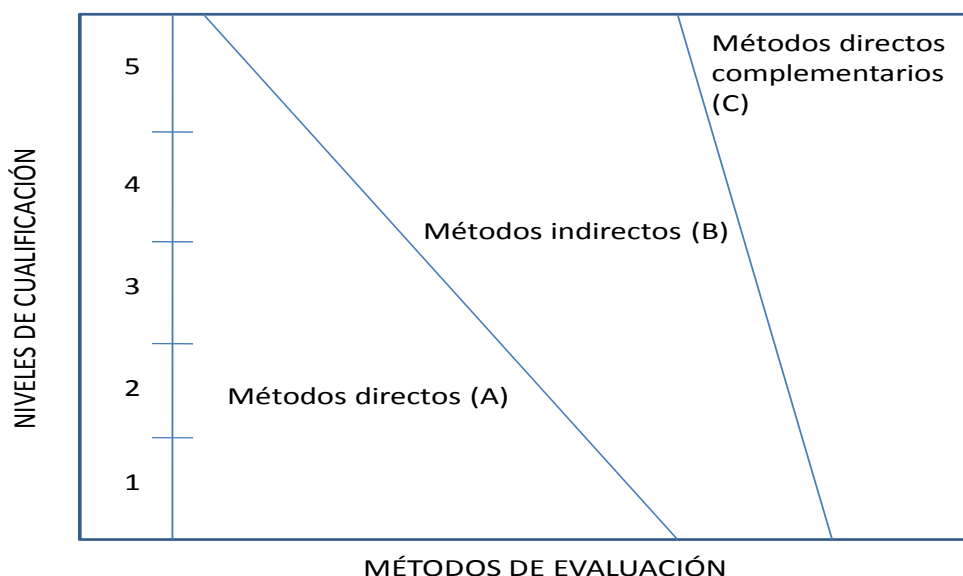 NIVELES DE CUALIFICACIÓN
5
4
3
2
1
Métodos directos
complementarios
(C)
Métodos indirectos (B)
Métodos directos (A)
MÉTODOS DE EVALUACIÓN